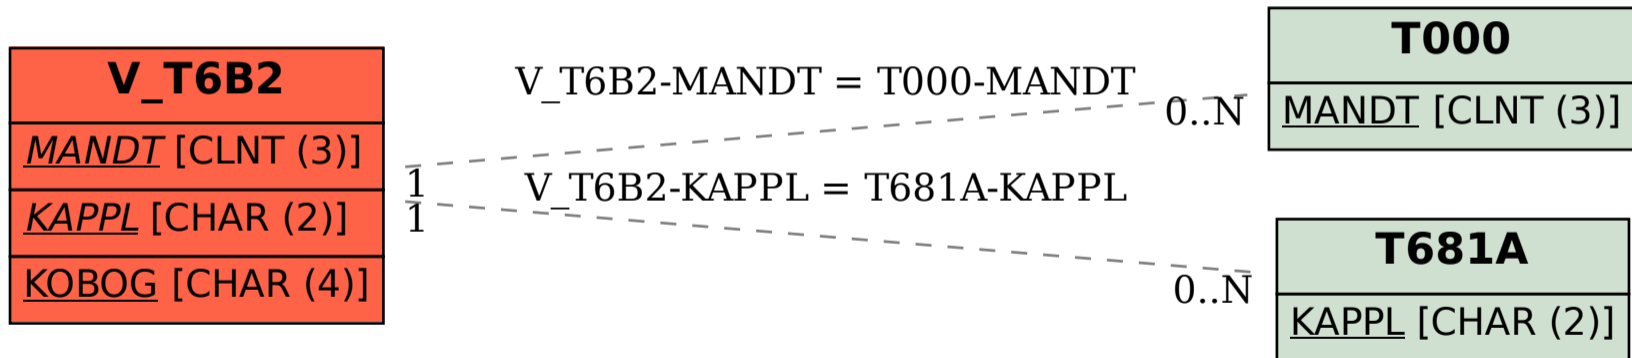 V_T6B2
MANDT [CLNT (3)]
KAPPL [CHAR (2)]
KOBOG [CHAR (4)]
V_T6B2-MANDT = T000-MANDT
0..N
1
V_T6B2-KAPPL = T681A-KAPPL
1
0..N
T000
MANDT [CLNT (3)]
T681A
KAPPL [CHAR (2)]